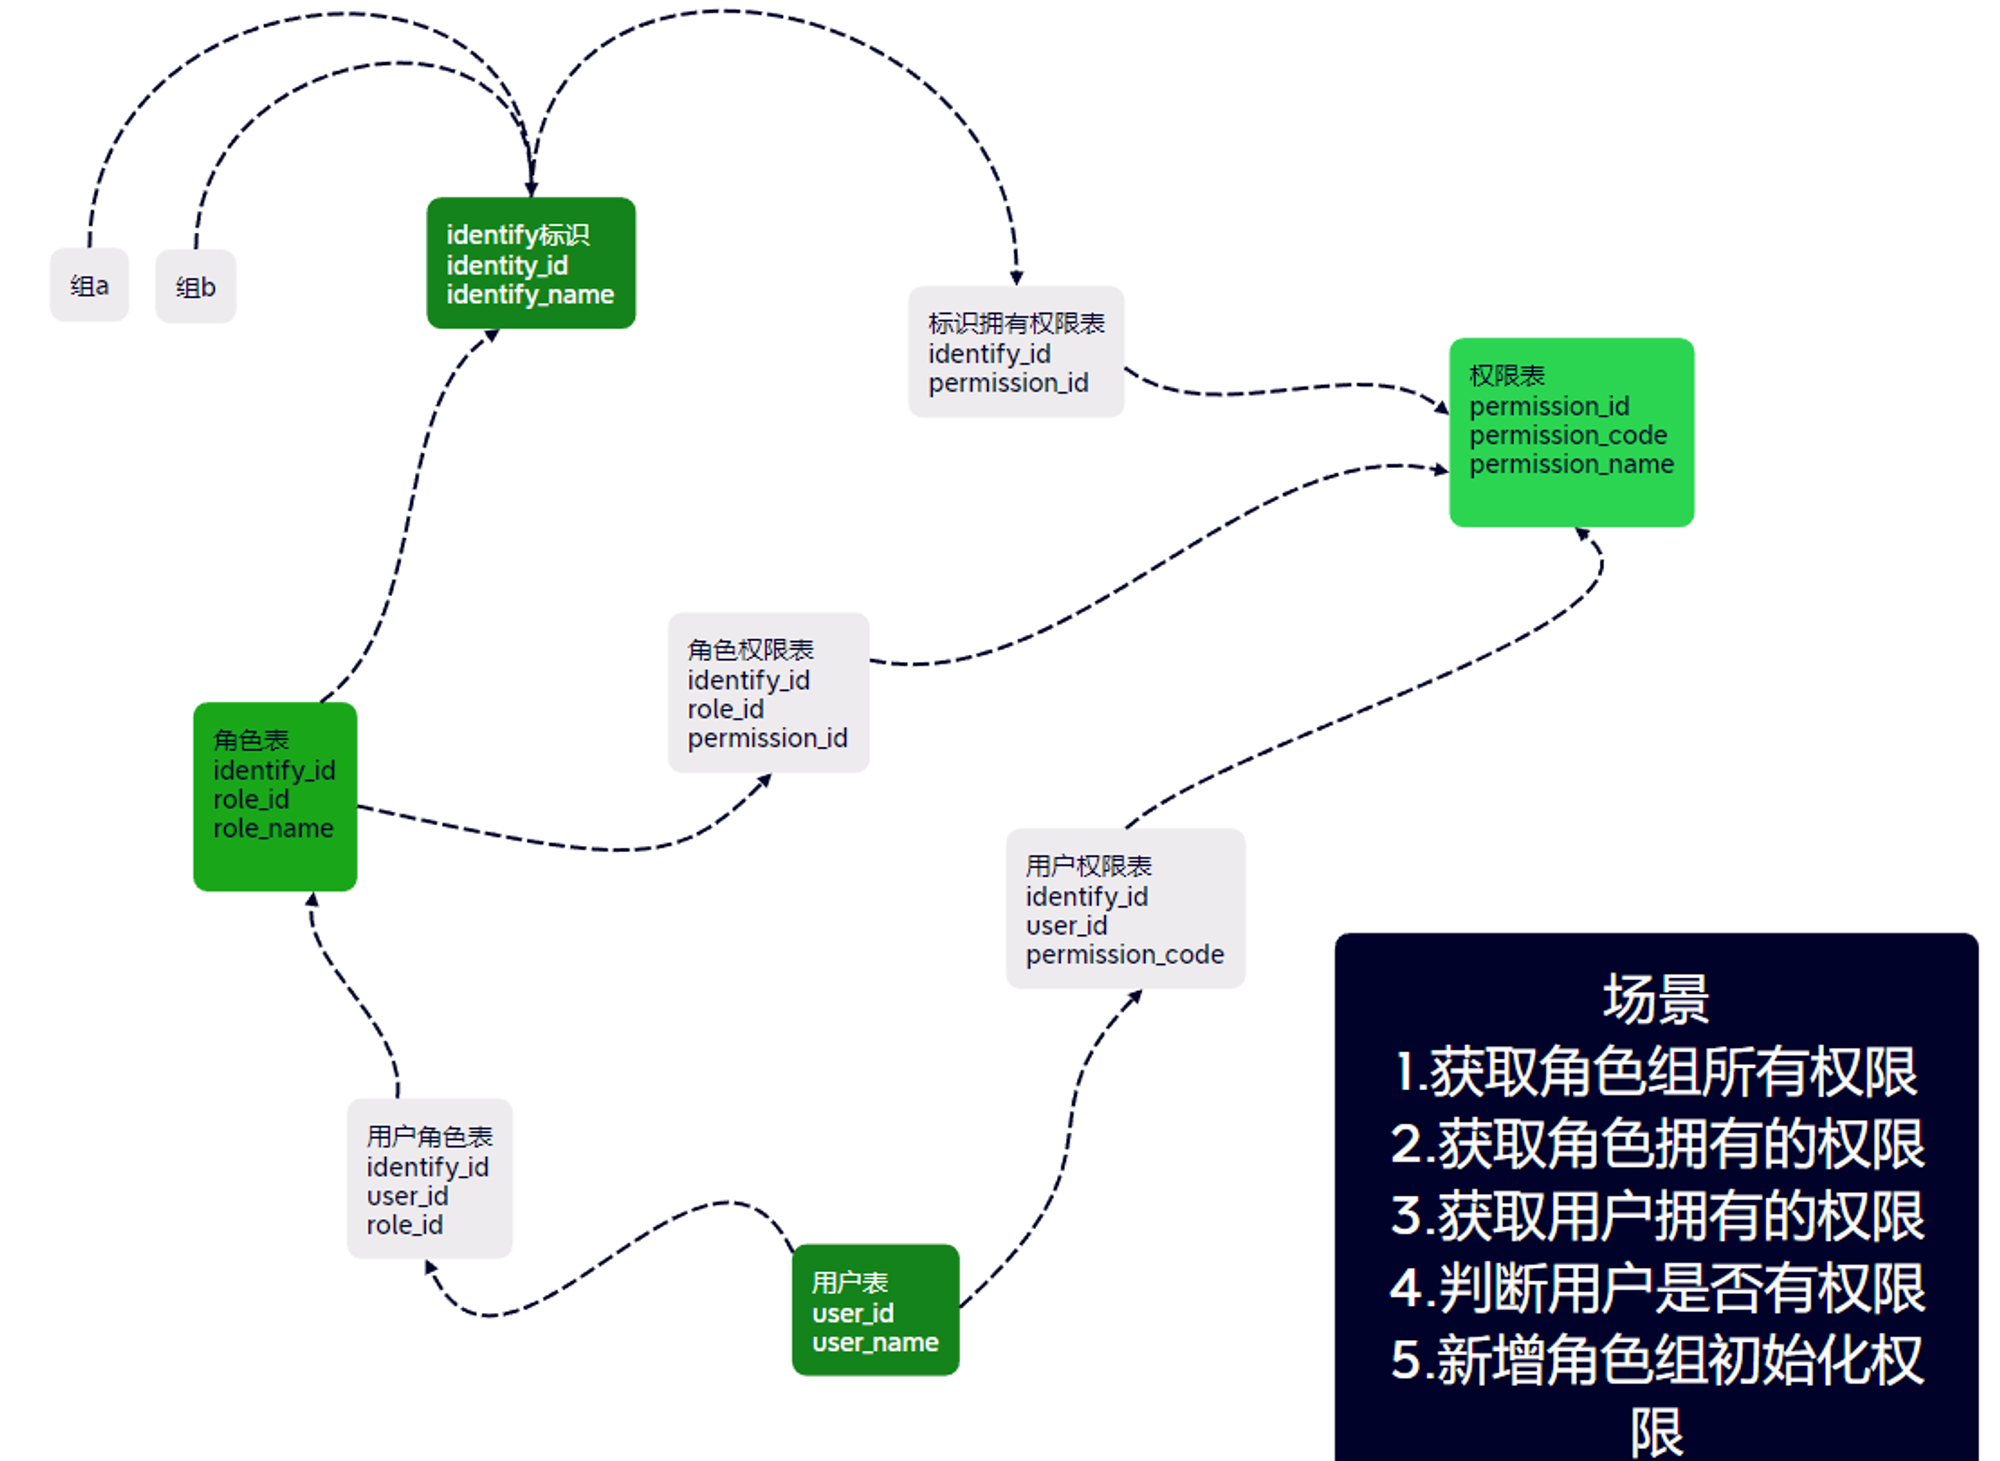 组a
组b
identify标识
identity_id
identify_name
标识拥有权限表
identify_id
permission_id
权限表
permission_id
permission_code
permission_name
角色权限表
identify_id
role_id
permission_id
角色表
identify_id
role_id
role_name
用户权限表
identify_id
user_id
permission_code
用户角色表
identify_id
user_id
role_id
用户表
user_id
user_name
场景
1.获取角色组所有权限
2.获取角色拥有的权限
3.获取用户拥有的权限
4.判断用户是否有权限
5.新增角色组初始化权
限